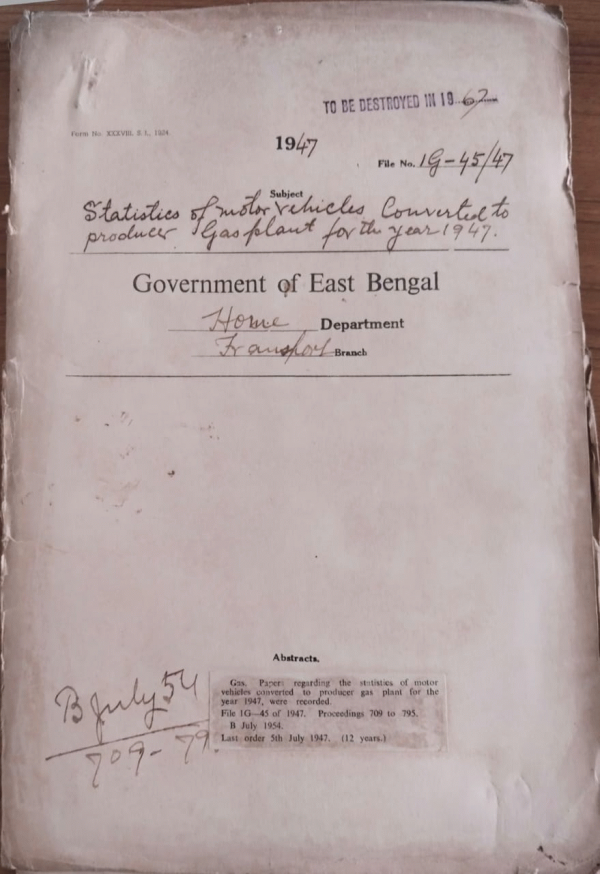 TO BE DESTROYED IN 19 67
Form No. XXXVIII. S.I., 1924
1947
File No. 1G-45/47
Subject
Statistics of motor vehicles Converted to
producer Gas plant for the year 1947.
Government of East Bengal
Home Department
Transport Branch
Abstracts.
Gas. Papers regarding the statistics of motor
vehicles converted to producer gas plant for the
year 1947, were recorded.
File 1G—45 of 1947. Proceedings 709 to 795.
B July 1954.
Last order 5th July 1947. (12 years.)
B July 54
709-79